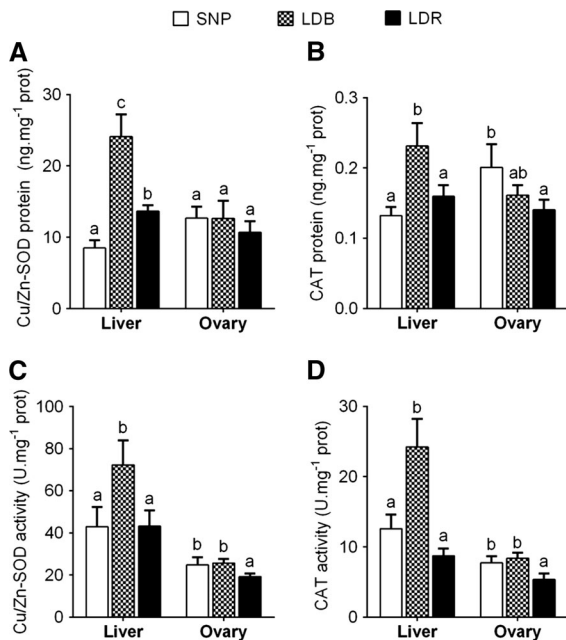 SNP LDB LDR
A
Cu/Zn-SOD protein (ng.mg⁻¹ prot)
30
20
10
0
a
c
b
a
a
a
Liver Ovary
B
CAT protein (ng.mg⁻¹ prot)
0.3
0.2
0.1
0.0
a
b
a
b
ab
a
Liver Ovary
C
Cu/Zn-SOD activity (U.mg⁻¹ prot)
100
80
60
40
20
0
a
b
a
b
b
a
Liver Ovary
D
CAT activity (U.mg⁻¹ prot)
30
20
10
0
a
b
a
b
b
a
Liver Ovary